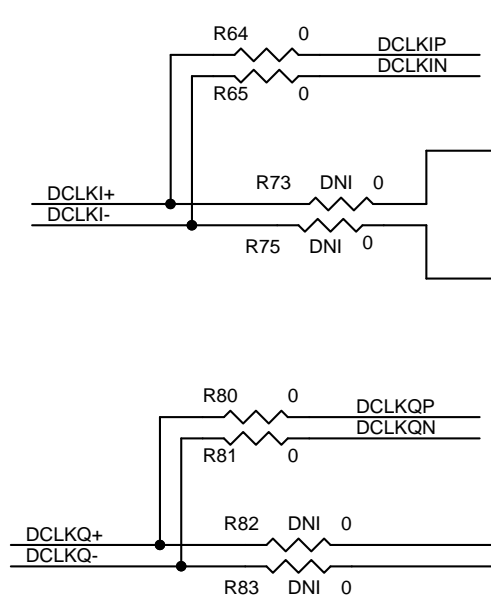 R64 0
DCLKIP
DCLKIN
R65 0
R73 DNI 0
DCLKI+
DCLKI-
R75 DNI 0
R80 0
DCLKQP
DCLKQN
R81 0
R82 DNI 0
DCLKQ+
DCLKQ-
R83 DNI 0